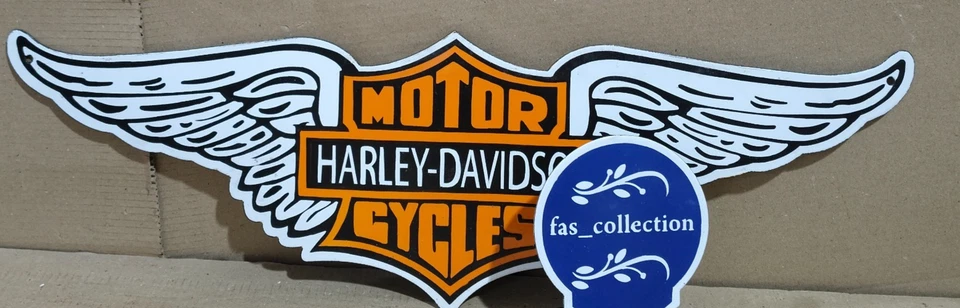 MOTOR
HARLEY-DAVIDSO
CYCLES
fas_collection